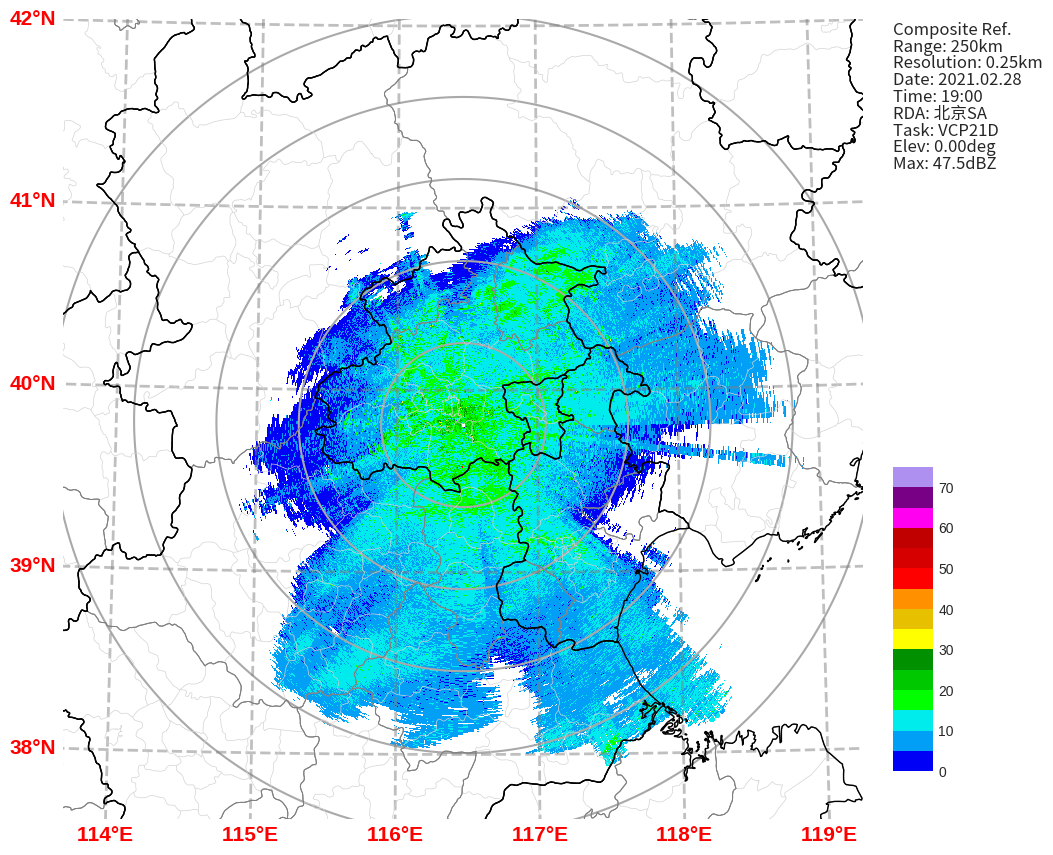 42°N
41°N
40°N
39°N
38°N
114°E
115°E
116°E
117°E
118°E
119°E
Composite Ref.
Range: 250km
Resolution: 0.25km
Date: 2021.02.28
Time: 19:00
RDA: 北京SA
Task: VCP21D
Elev: 0.00deg
Max: 47.5dBZ
70
60
50
40
30
20
10
0